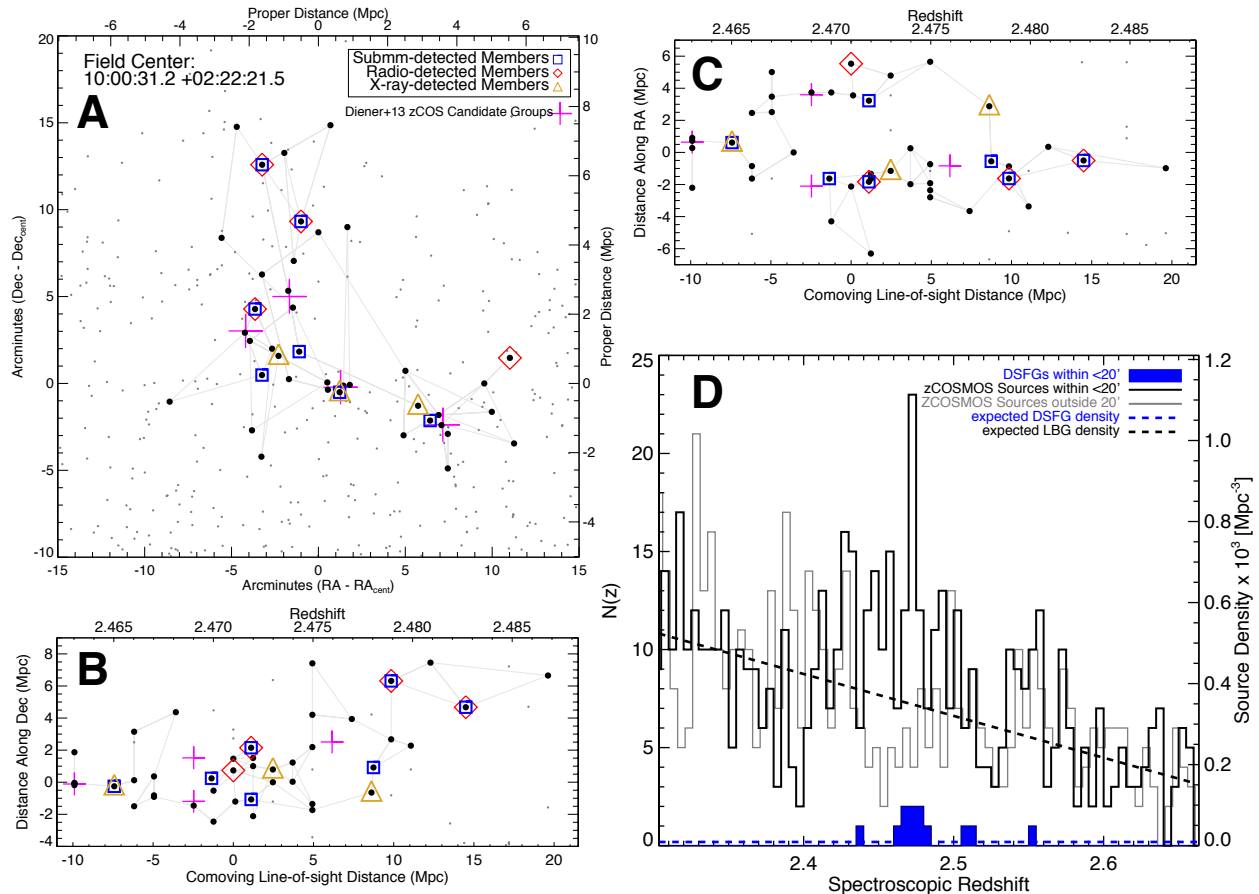 Proper Distance (Mpc)
-6 -4 -2 0 2 4 6
Field Center:
10:00:31.2 +02:22:21.5
A
Submm-detected Members
Radio-detected Members
X-ray-detected Members
Diener+13 zCOS Candidate Groups
20
15
10
5
0
-5
-10
Arcminutes (Dec - Dec_cent)
10
8
6
4
2
0
-2
-4
Proper Distance (Mpc)
-15 -10 -5 0 5 10 15
Arcminutes (RA - RA_cent)
Redshift
2.465 2.470 2.475 2.480 2.485
B
8
6
4
2
0
-2
-4
Distance Along Dec (Mpc)
-10 -5 0 5 10 15 20
Comoving Line-of-sight Distance (Mpc)
Redshift
2.465 2.470 2.475 2.480 2.485
C
6
4
2
0
-2
-4
-6
Distance Along RA (Mpc)
-10 -5 0 5 10 15 20
Comoving Line-of-sight Distance (Mpc)
D
DSFGs within <20'
zCOSMOS Sources within <20'
ZCOSMOS Sources outside 20'
expected DSFG density
expected LBG density
25
20
15
10
5
0
N(z)
1.2
1.0
0.8
0.6
0.4
0.2
0.0
Source Density x 10³ [Mpc⁻³]
2.4 2.5 2.6
Spectroscopic Redshift